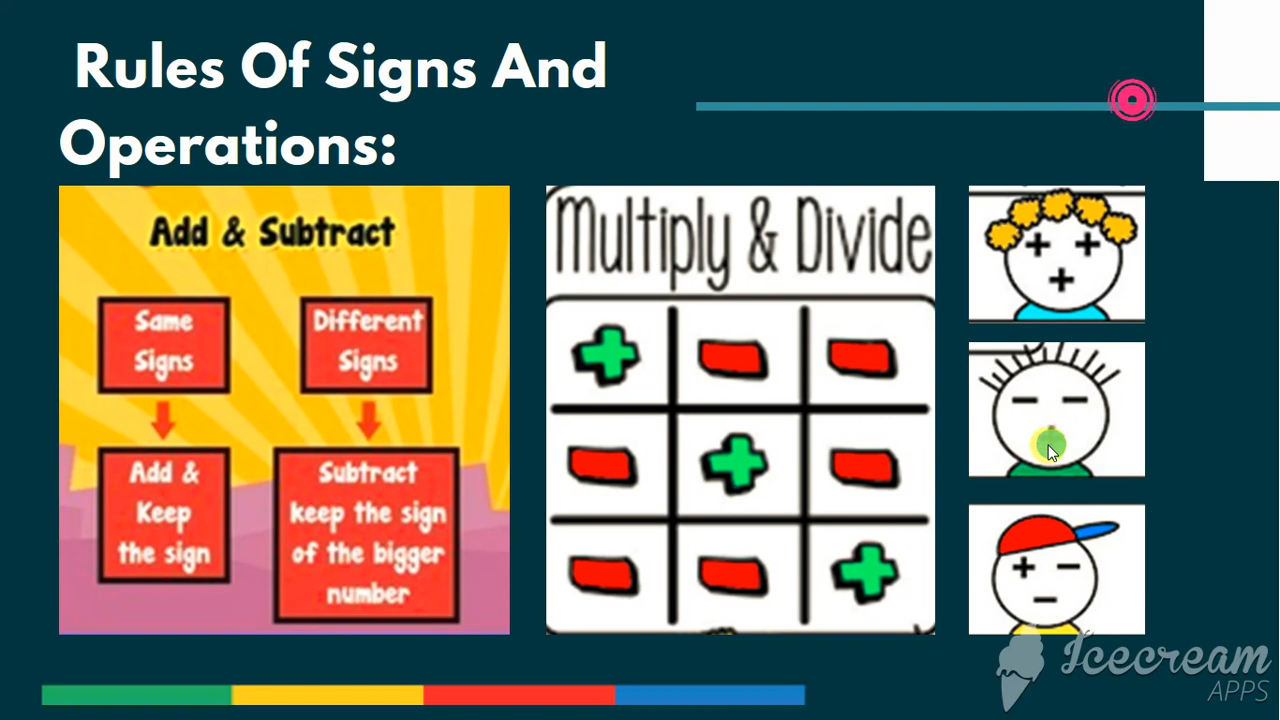 Rules Of Signs And
Operations:
Add & Subtract
Same
Signs
Different
Signs
Add &
Keep
the sign
Subtract
keep the sign
of the bigger
number
Multiply & Divide
+ - -
- + -
- - +
+ +
+
- -
+ -
-
Icecream
APPS